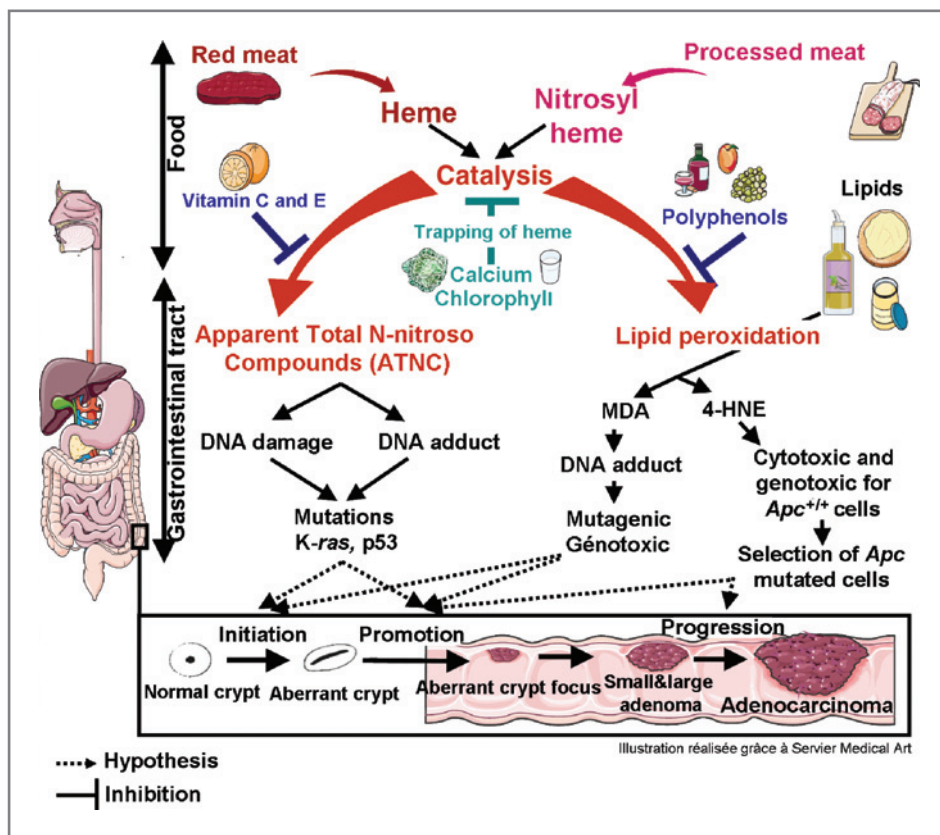 Red meat
Processed meat
Heme
Nitrosyl
heme
Food
Catalysis
Vitamin C and E
Lipids
Polyphenols
Trapping of heme
Calcium
Chlorophyll
Gastrointestinal tract
Apparent Total N-nitroso
Compounds (ATNC)
Lipid peroxidation
MDA
4-HNE
DNA damage
DNA adduct
DNA adduct
Cytotoxic and
genotoxic for
Apc+/+ cells
Mutations
K-ras, p53
Mutagenic
Génotoxic
Selection of Apc
mutated cells
Initiation
Promotion
Progression
Normal crypt
Aberrant crypt
Aberrant crypt focus
Small&large
adenoma
Adenocarcinoma
Illustration réalisée grâce à Servier Medical Art
Hypothesis
Inhibition